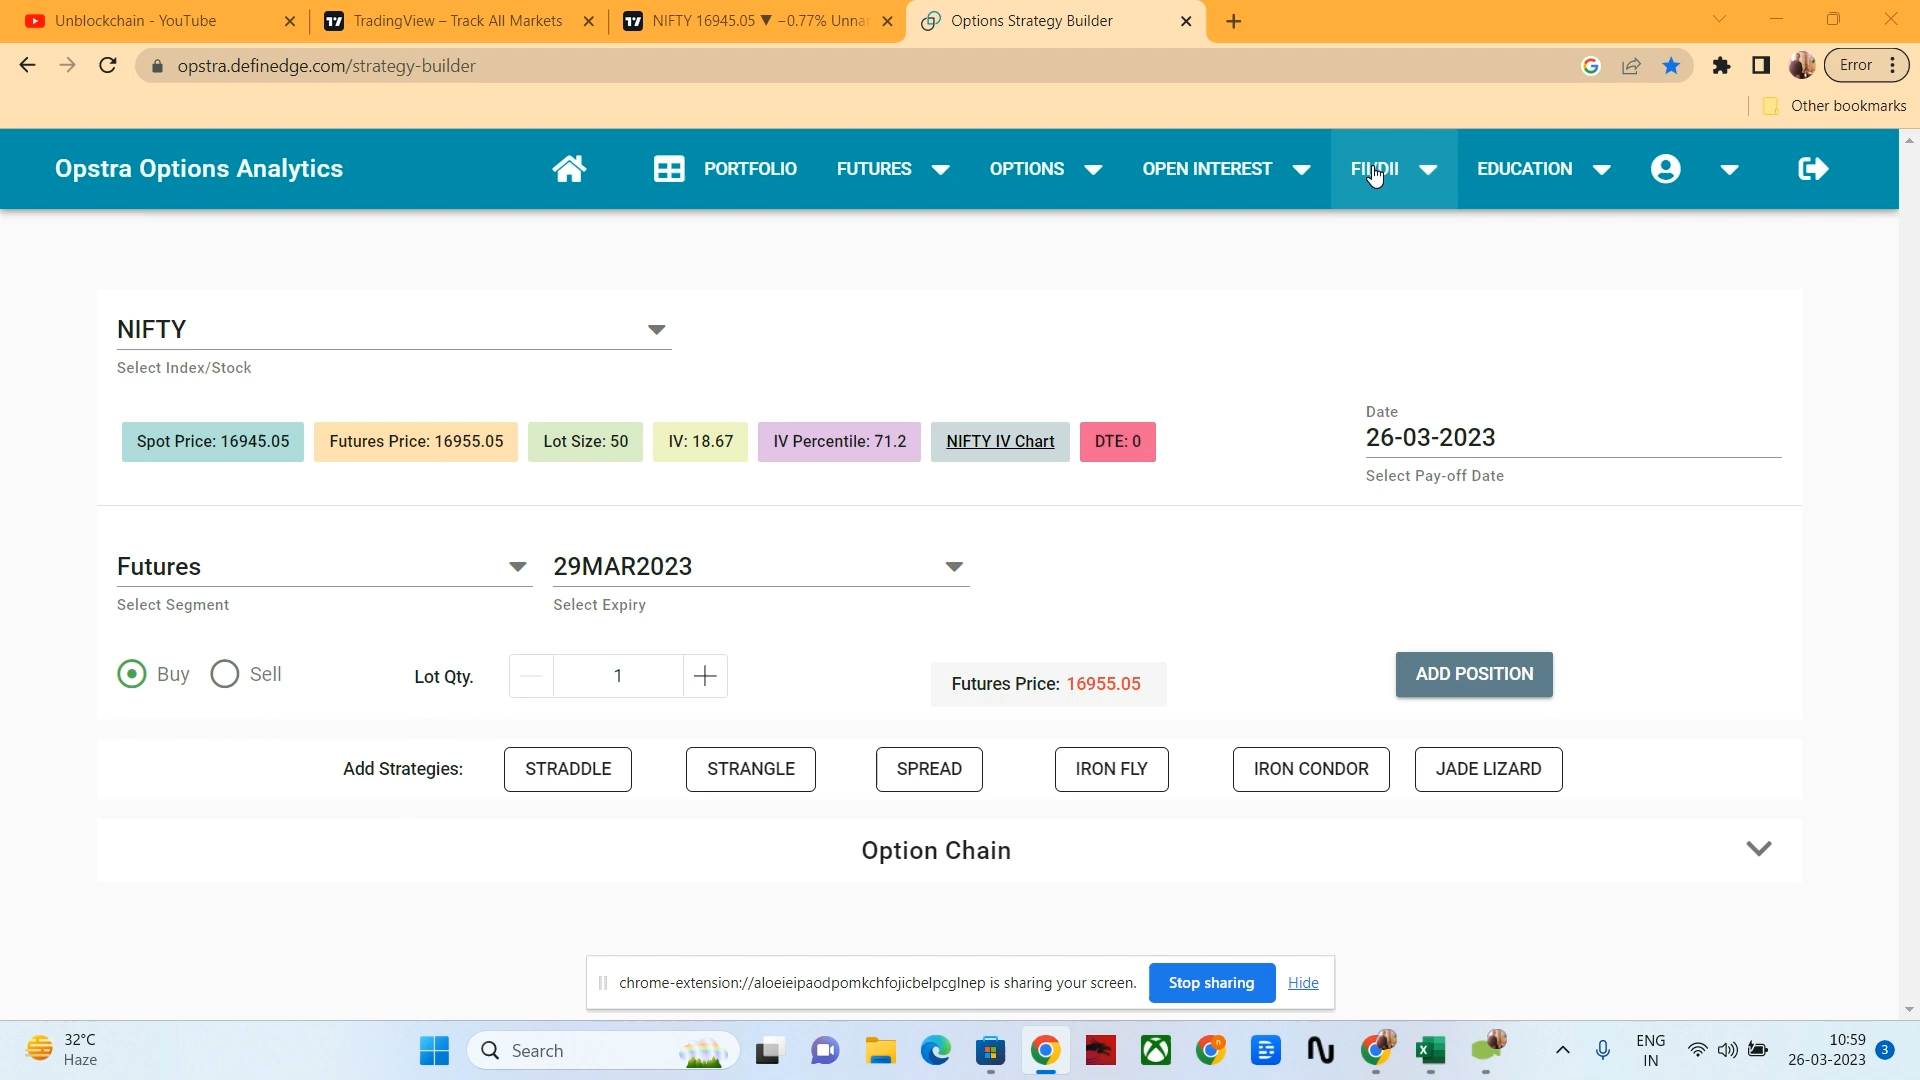 Unblockchain - YouTube
TradingView – Track All Markets
NIFTY 16945.05 ▼ −0.77% Unna
Options Strategy Builder
opstra.definedge.com/strategy-builder
Error
Other bookmarks
Opstra Options Analytics
PORTFOLIO
FUTURES
OPTIONS
OPEN INTEREST
EDUCATION
NIFTY
Select Index/Stock
Spot Price: 16945.05
Futures Price: 16955.05
Lot Size: 50
IV: 18.67
IV Percentile: 71.2
NIFTY IV Chart
DTE: 0
Date
26-03-2023
Select Pay-off Date
Futures
Select Segment
29MAR2023
Select Expiry
Buy
Sell
Lot Qty.
1
Futures Price: 16955.05
ADD POSITION
Add Strategies:
STRADDLE
STRANGLE
SPREAD
IRON FLY
IRON CONDOR
JADE LIZARD
Option Chain
chrome-extension://aloeieipaodpomkchfojicbelpcglnep is sharing your screen.
Stop sharing
Hide
32°C
Haze
Search
ENG
IN
10:59
26-03-2023
3